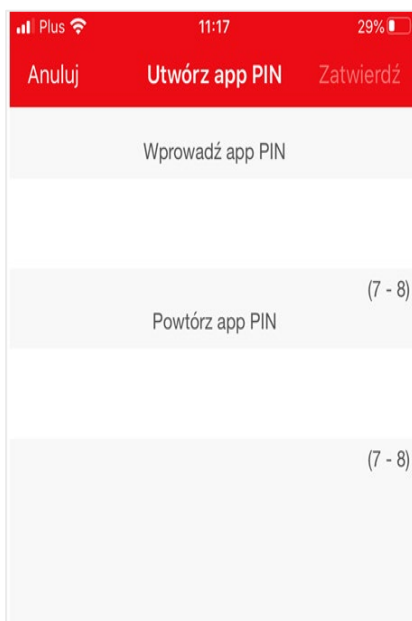 Plus 11:17 29%
Anuluj Utwórz app PIN Zatwierdź
Wprowadź app PIN
(7 - 8)
Powtórz app PIN
(7 - 8)